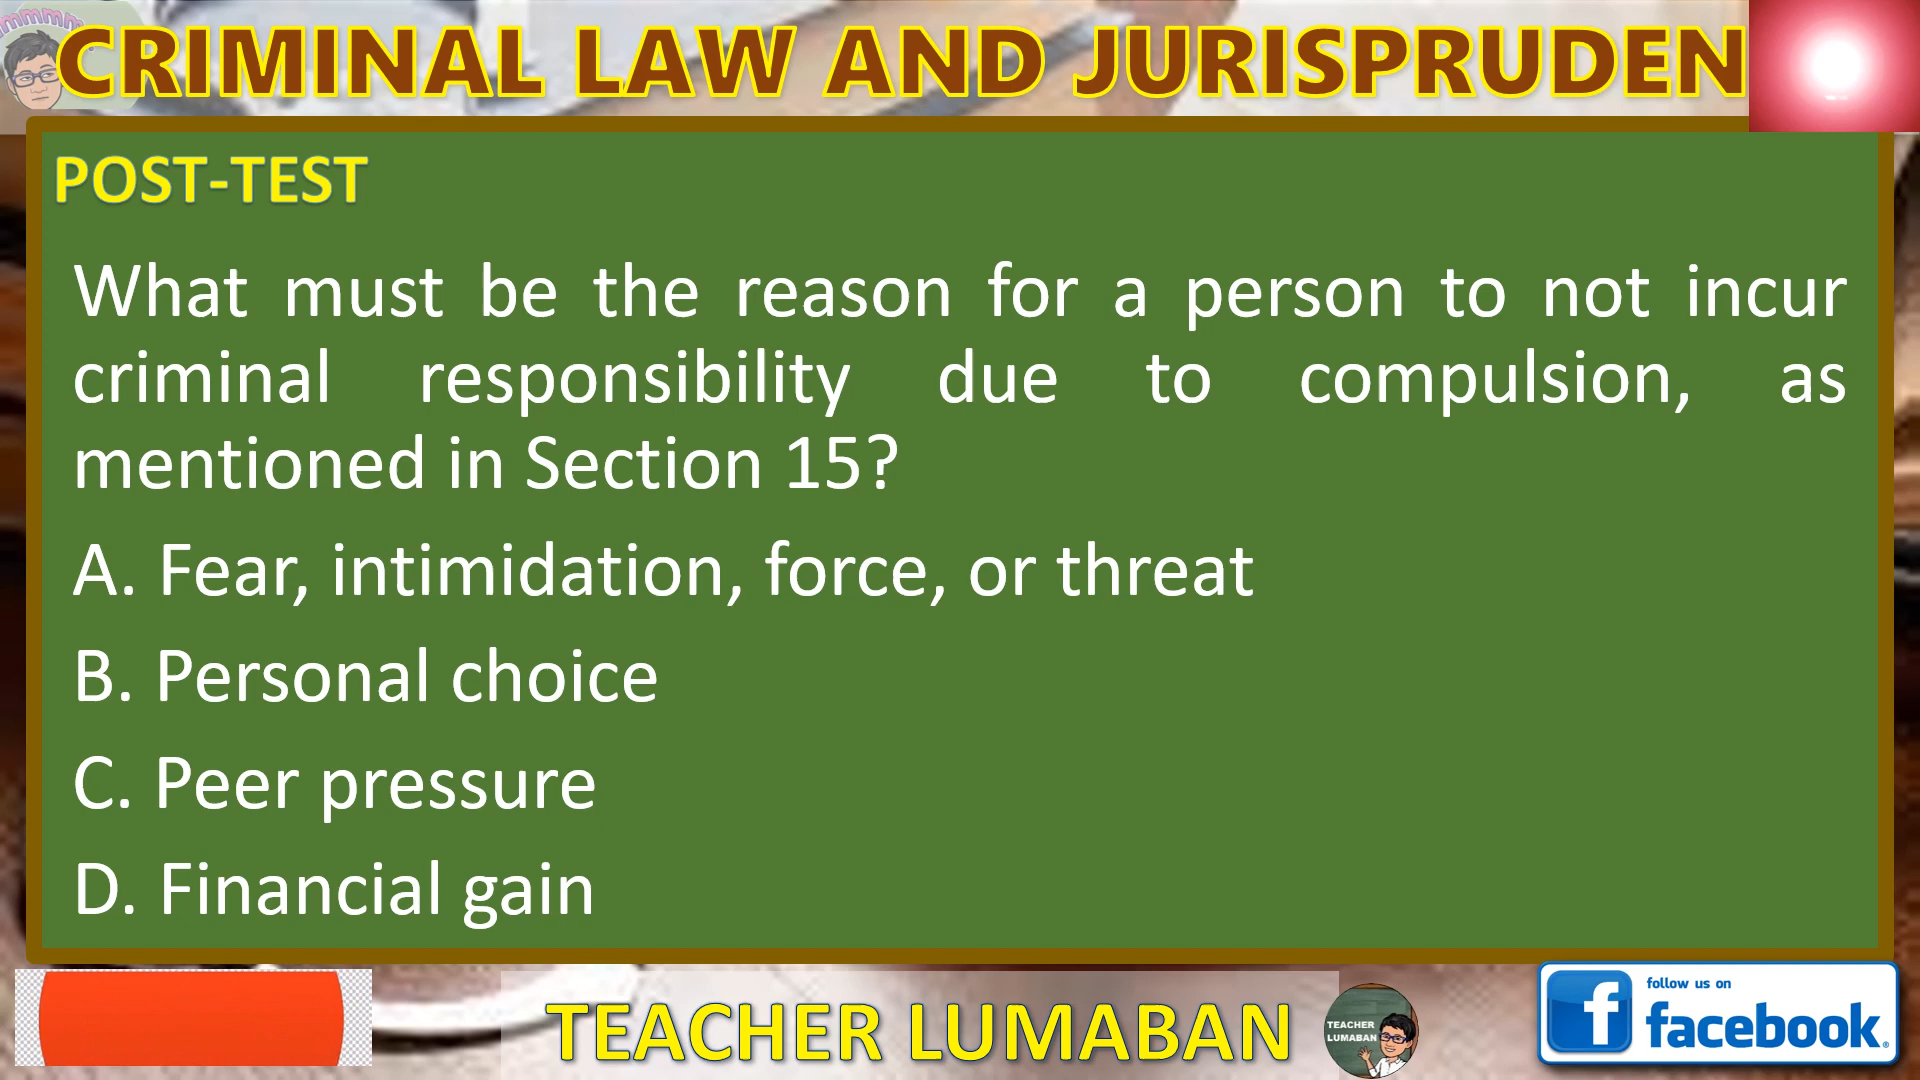 mmmmm
CRIMINAL LAW AND JURISPRUDEN
POST-TEST
What must be the reason for a person to not incur
criminal responsibility due to compulsion, as
mentioned in Section 15?
A. Fear, intimidation, force, or threat
B. Personal choice
C. Peer pressure
D. Financial gain
TEACHER LUMABAN
TEACHER
LUMABAN
follow us on
facebook